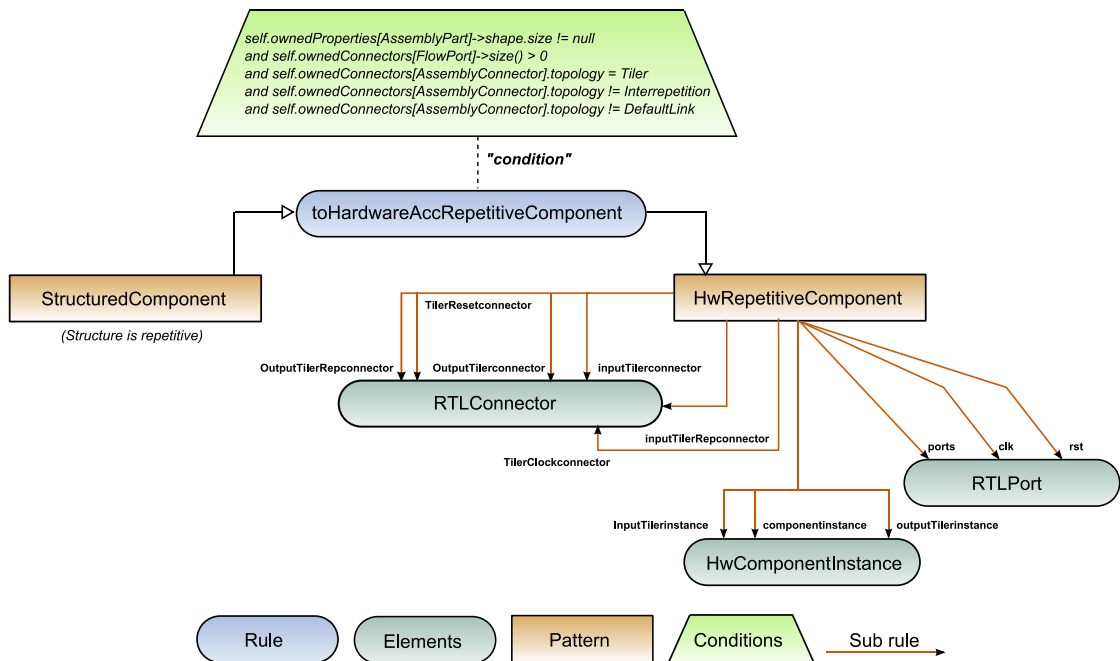 self.ownedProperties[AssemblyPart]->shape.size != null
and self.ownedConnectors[FlowPort]->size() > 0
and self.ownedConnectors[AssemblyConnector].topology = Tiler
and self.ownedConnectors[AssemblyConnector].topology != Interrepetition
and self.ownedConnectors[AssemblyConnector].topology != DefaultLink
"condition"
toHardwareAccRepetitiveComponent
StructuredComponent
(Structure is repetitive)
HwRepetitiveComponent
TilerResetconnector
OutputTilerRepconnector
OutputTilerconnector
inputTilerconnector
RTLConnector
inputTilerRepconnector
TilerClockconnector
ports
clk
rst
RTLPort
InputTilerinstance
componentinstance
outputTilerinstance
HwComponentInstance
Rule
Elements
Pattern
Conditions
Sub rule